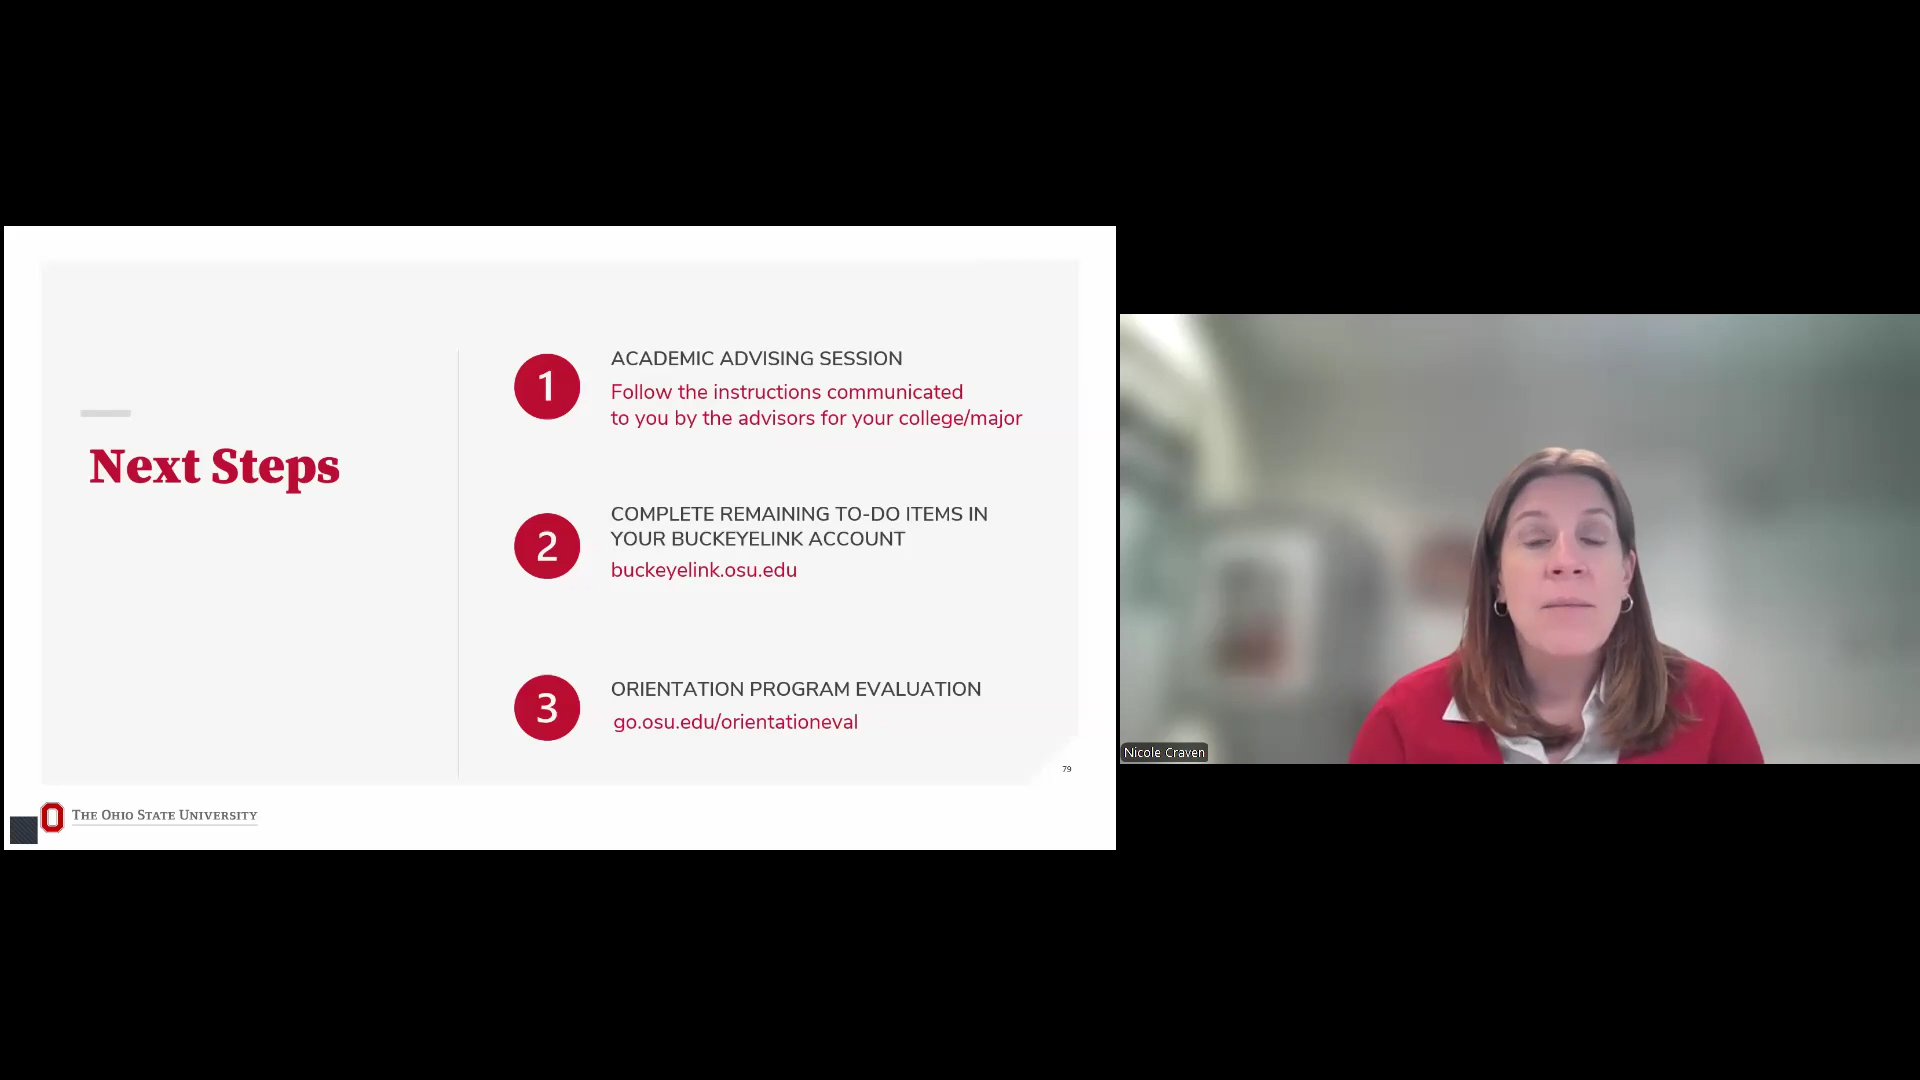 Next Steps
1
ACADEMIC ADVISING SESSION
Follow the instructions communicated
to you by the advisors for your college/major
2
COMPLETE REMAINING TO-DO ITEMS IN
YOUR BUCKEYELINK ACCOUNT
buckeyelink.osu.edu
3
ORIENTATION PROGRAM EVALUATION
go.osu.edu/orientationeval
79
THE OHIO STATE UNIVERSITY
Nicole Craven